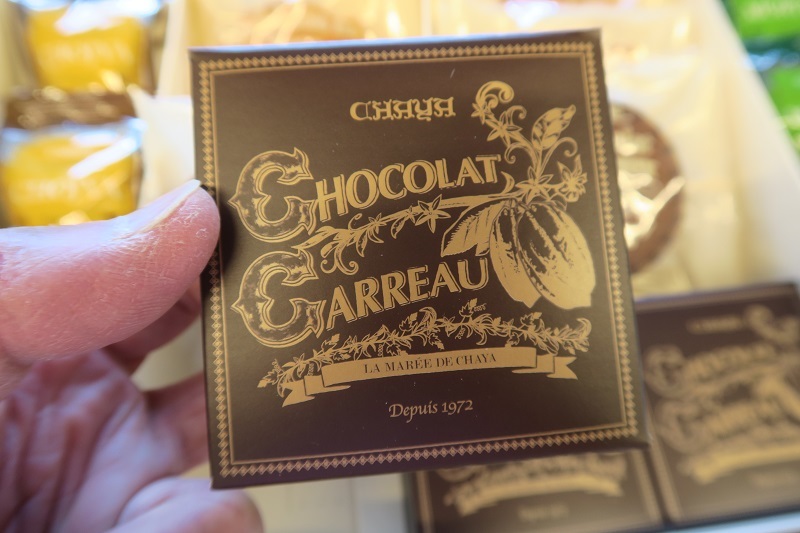 CHAYA
CHOCOLAT
CARREAU
LA MARÉE DE CHAYA
Depuis 1972